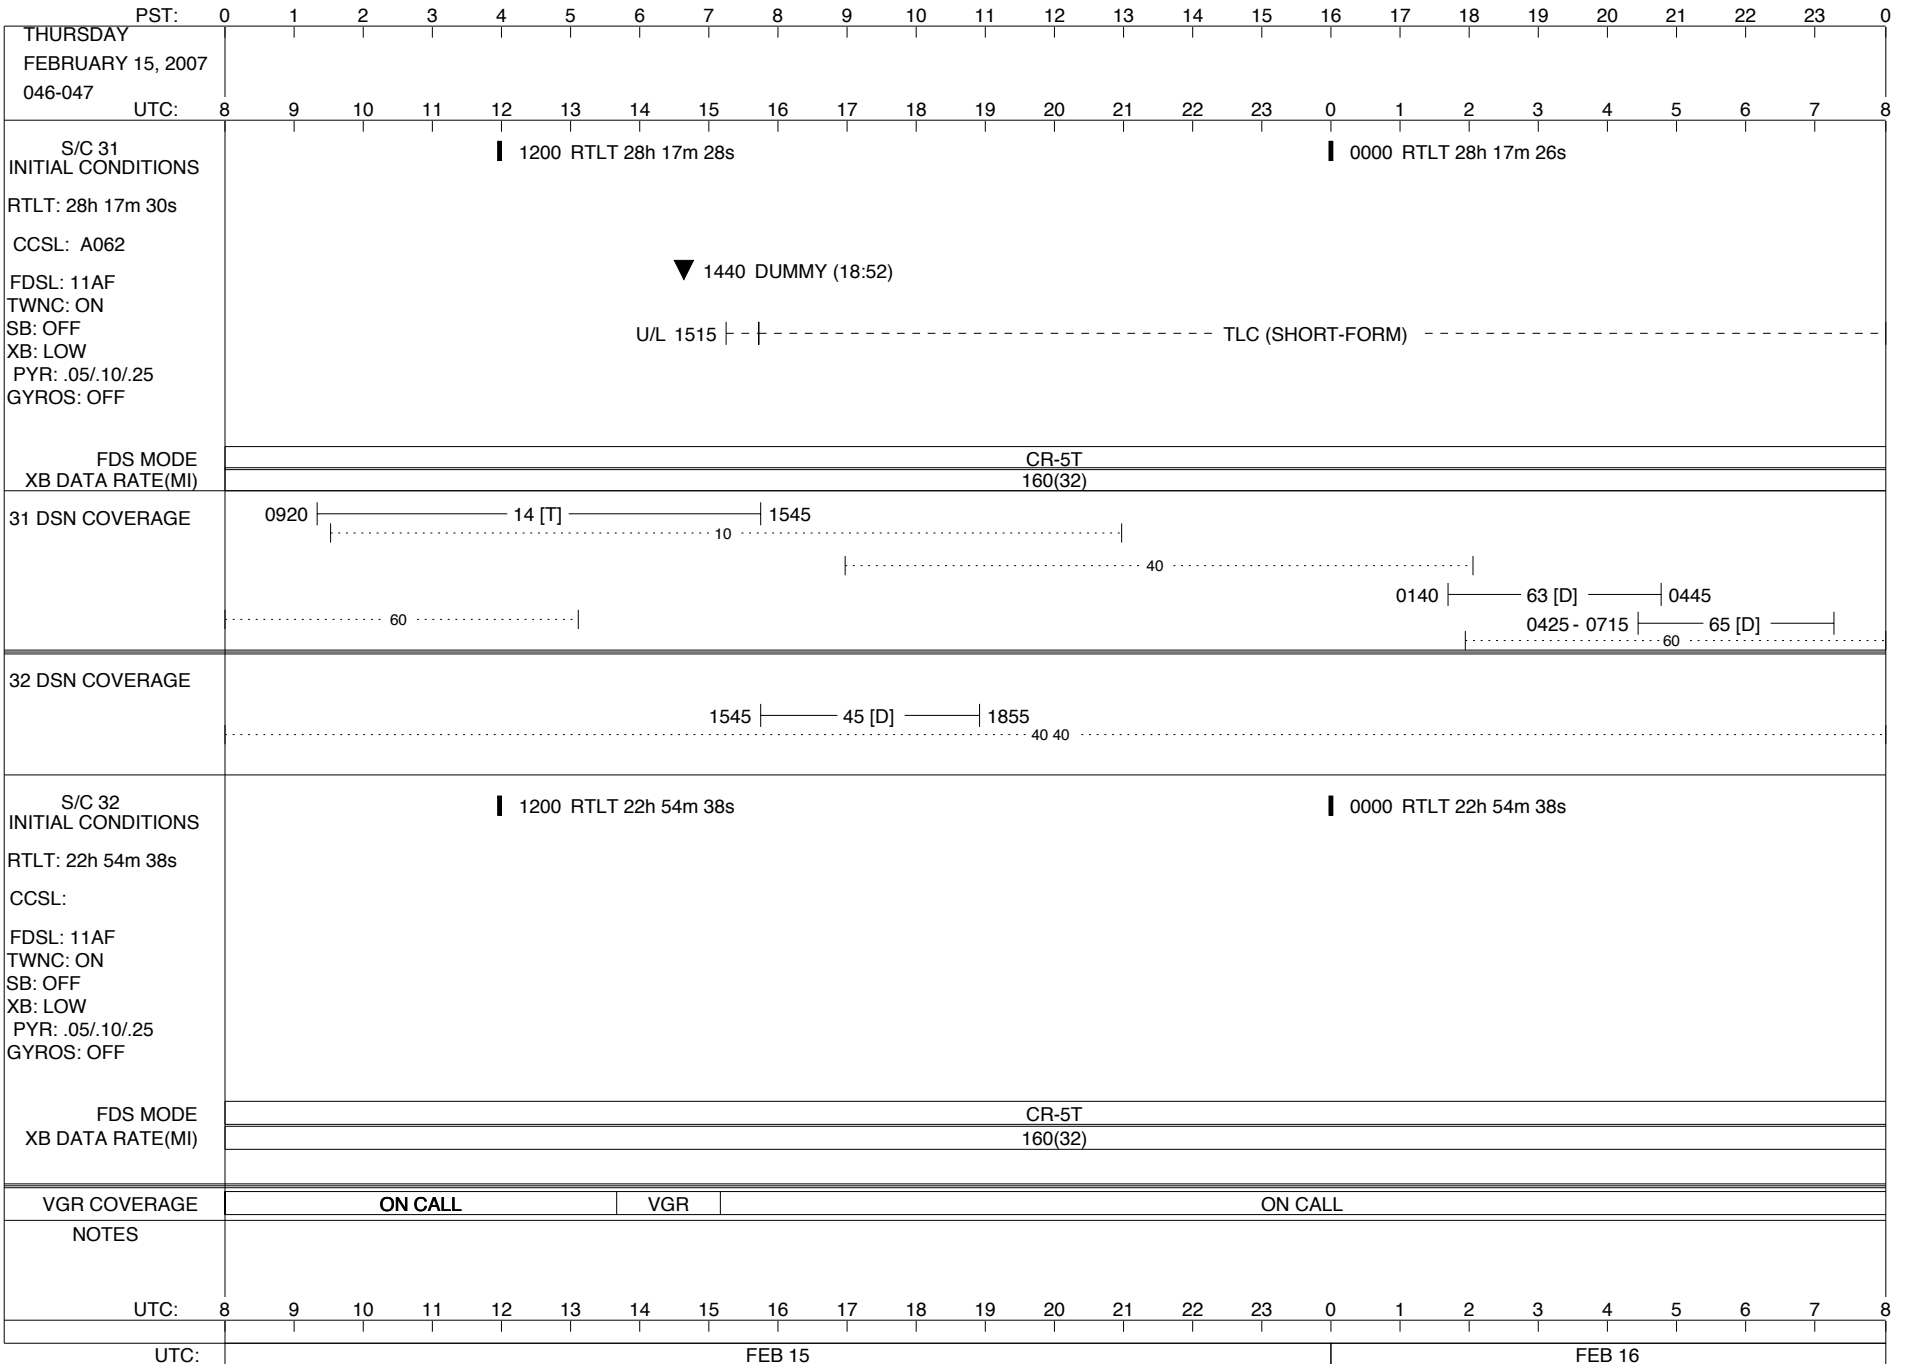 PST: 0 1 2 3 4 5 6 7 8 9 10 11 12 13 14 15 16 17 18 19 20 21 22 23 0
THURSDAY
FEBRUARY 15, 2007
046-047
UTC: 8 9 10 11 12 13 14 15 16 17 18 19 20 21 22 23 0 1 2 3 4 5 6 7 8
S/C 31
INITIAL CONDITIONS
1200 RTLT 28h 17m 28s 0000 RTLT 28h 17m 26s
RTLT: 28h 17m 30s
CCSL: A062
1440 DUMMY (18:52)
FDSL: 11AF
TWNC: ON
SB: OFF
U/L 1515 TLC (SHORT-FORM)
XB: LOW
PYR: .05/.10/.25
GYROS: OFF
FDS MODE CR-5T
XB DATA RATE(MI) 160(32)
31 DSN COVERAGE 0920 14 [T] 1545
10
40
0140 63 [D] 0445
60
0425 - 0715 65 [D]
60
32 DSN COVERAGE
1545 45 [D] 1855
40 40
S/C 32
INITIAL CONDITIONS
1200 RTLT 22h 54m 38s 0000 RTLT 22h 54m 38s
RTLT: 22h 54m 38s
CCSL:
FDSL: 11AF
TWNC: ON
SB: OFF
XB: LOW
PYR: .05/.10/.25
GYROS: OFF
FDS MODE CR-5T
XB DATA RATE(MI) 160(32)
VGR COVERAGE ON CALL VGR ON CALL
NOTES
UTC: 8 9 10 11 12 13 14 15 16 17 18 19 20 21 22 23 0 1 2 3 4 5 6 7 8
UTC: FEB 15 FEB 16